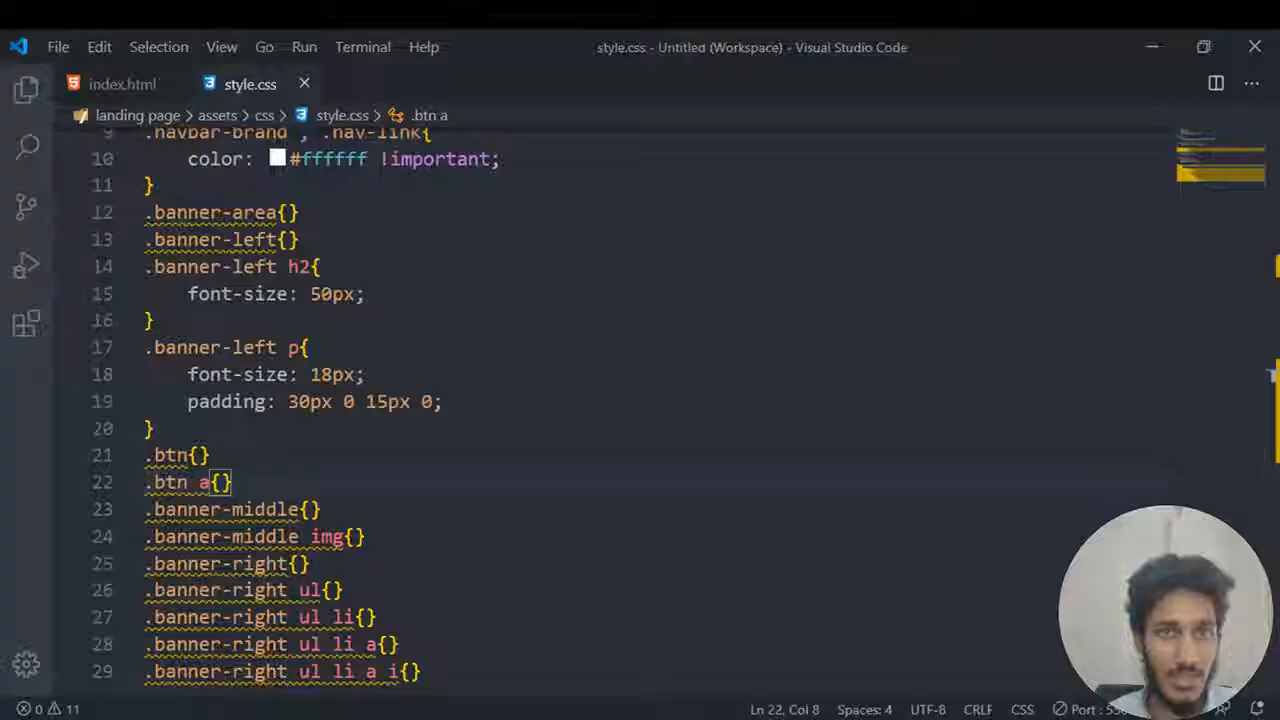 File Edit Selection View Go Run Terminal Help style.css - Untitled (Workspace) - Visual Studio Code
index.html style.css
landing page > assets > css > style.css > .btn a
9 .navbar-brand , .nav-link{
10 color: #ffffff !important;
11 }
12 .banner-area{}
13 .banner-left{}
14 .banner-left h2{
15 font-size: 50px;
16 }
17 .banner-left p{
18 font-size: 18px;
19 padding: 30px 0 15px 0;
20 }
21 .btn{}
22 .btn a{}
23 .banner-middle{}
24 .banner-middle img{}
25 .banner-right{}
26 .banner-right ul{}
27 .banner-right ul li{}
28 .banner-right ul li a{}
29 .banner-right ul li a i{}
0 11 Ln 22, Col 8 Spaces: 4 UTF-8 CRLF CSS Port :